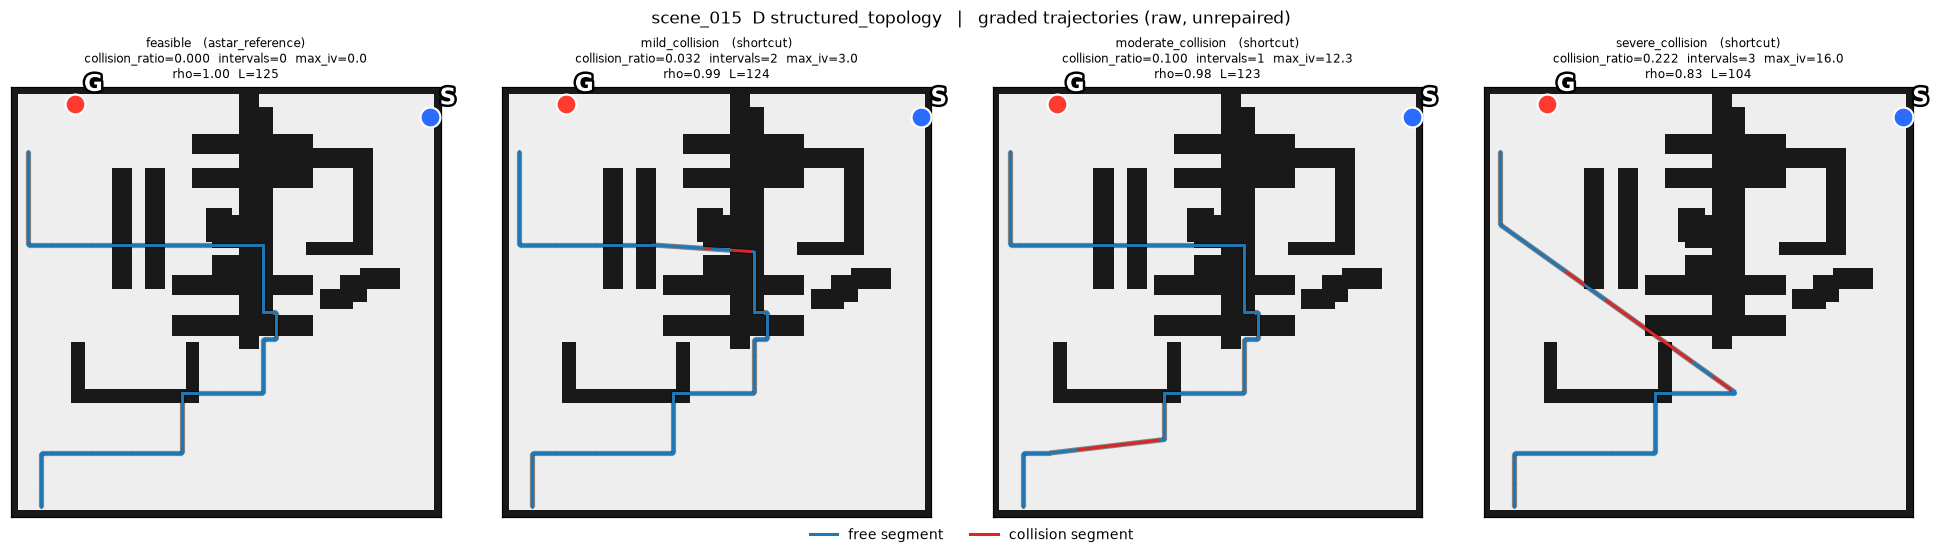 scene_015 D structured_topology | graded trajectories (raw, unrepaired)
feasible (astar_reference)
collision_ratio=0.000 intervals=0 max_iv=0.0
rho=1.00 L=125
G
S
mild_collision (shortcut)
collision_ratio=0.032 intervals=2 max_iv=3.0
rho=0.99 L=124
G
S
moderate_collision (shortcut)
collision_ratio=0.100 intervals=1 max_iv=12.3
rho=0.98 L=123
G
S
severe_collision (shortcut)
collision_ratio=0.222 intervals=3 max_iv=16.0
rho=0.83 L=104
G
S
free segment
collision segment